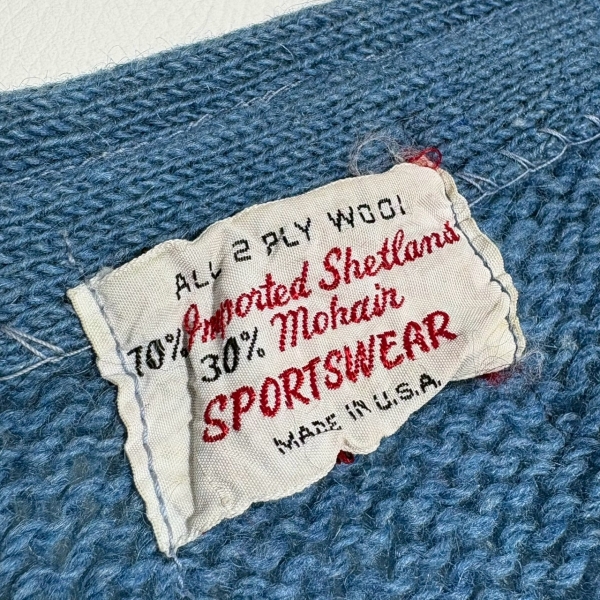 ALL 2 PLY WOOL
70% Imported Shetland
30% Mohair
SPORTSWEAR
MADE IN U.S.A.